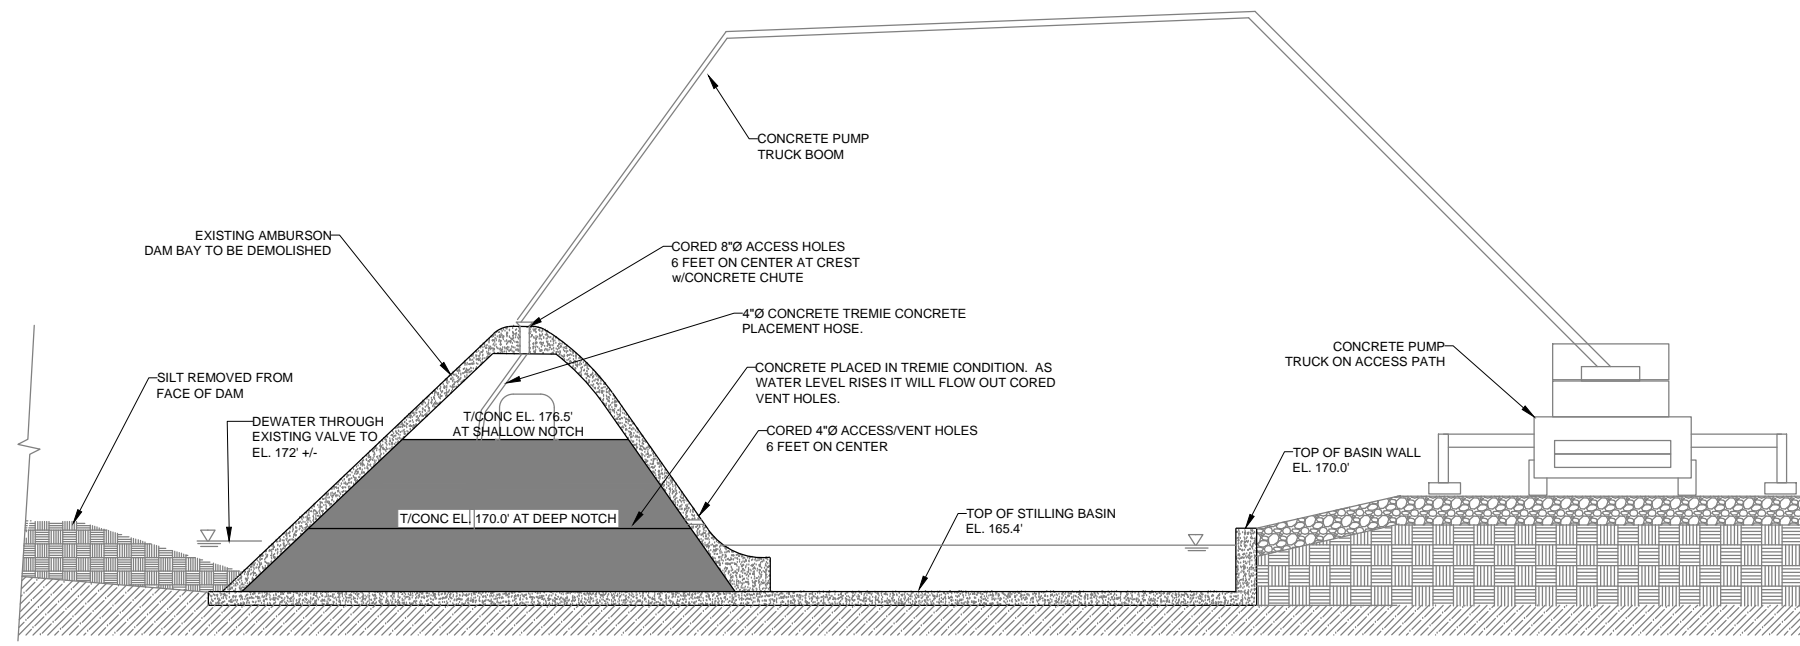 CONCRETE PUMP
TRUCK BOOM
EXISTING AMBURSON
DAM BAY TO BE DEMOLISHED
CORED 8"Ø ACCESS HOLES
6 FEET ON CENTER AT CREST
w/CONCRETE CHUTE
4"Ø CONCRETE TREMIE CONCRETE
PLACEMENT HOSE.
CONCRETE PUMP
TRUCK ON ACCESS PATH
CONCRETE PLACED IN TREMIE CONDITION.  AS
WATER LEVEL RISES IT WILL FLOW OUT CORED
VENT HOLES.
SILT REMOVED FROM
FACE OF DAM
DEWATER THROUGH
EXISTING VALVE TO
EL. 172' +/-
T/CONC EL. 176.5'
AT SHALLOW NOTCH
CORED 4"Ø ACCESS/VENT HOLES
6 FEET ON CENTER
TOP OF BASIN WALL
EL. 170.0'
T/CONC EL. 170.0' AT DEEP NOTCH
TOP OF STILLING BASIN
EL. 165.4'